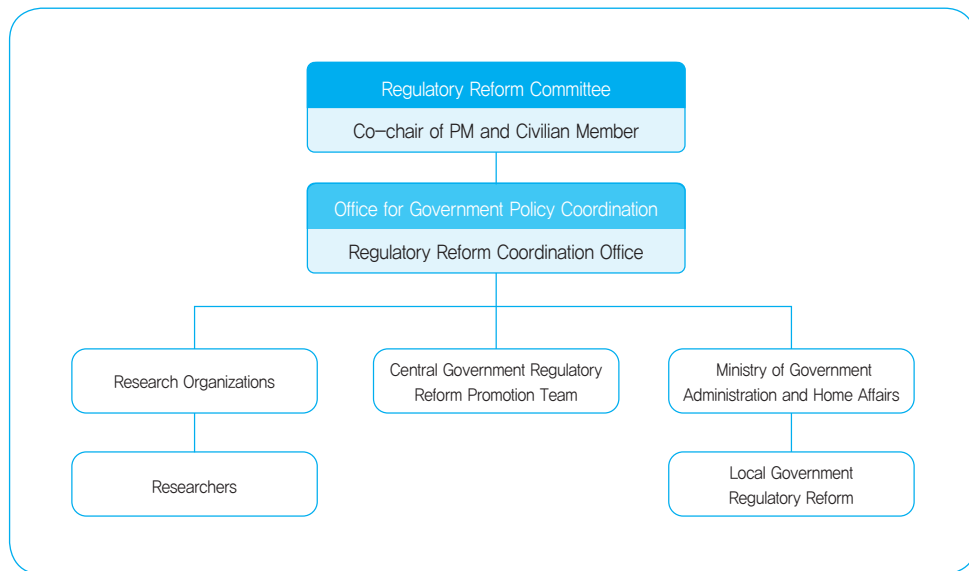 Regulatory Reform Committee
Co-chair of PM and Civilian Member
Office for Government Policy Coordination
Regulatory Reform Coordination Office
Research Organizations
Central Government Regulatory
Reform Promotion Team
Ministry of Government
Administration and Home Affairs
Researchers
Local Government
Regulatory Reform